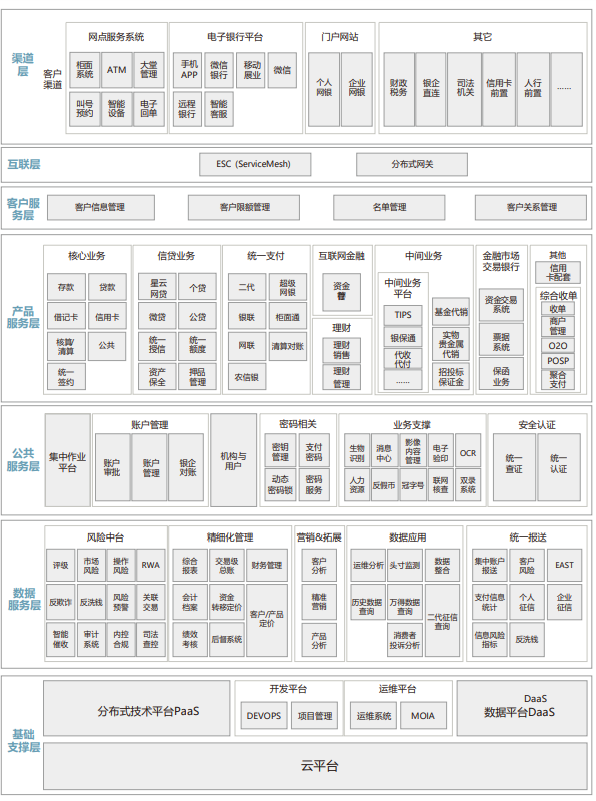 渠道
层
客户
渠道
网点服务系统
柜面
系统
ATM
大堂
管理
叫号
预约
智能
设备
电子
回单
电子银行平台
手机
APP
微信
银行
移动
展业
微信
远程
银行
智能
客服
门户网站
个人
网银
企业
网银
其它
财政
税务
银企
直连
司法
机关
信用卡
前置
人行
前置
......
互联层
ESC (ServiceMesh)
分布式网关
客户服
务层
客户信息管理
客户限额管理
名单管理
客户关系管理
产品
服务层
核心业务
存款
贷款
借记卡
信用卡
核算/
清算
公共
统一
签约
信贷业务
星云
网贷
个贷
微贷
公贷
统一
授信
统一
额度
资产
保全
押品
管理
统一支付
二代
超级
网银
银联
柜面通
网联
清算对账
农信银
互联网金融
资金
存管
理财
理财
销售
理财
管理
中间业务
中间业务
平台
TIPS
银保通
代收
代付
......
基金代销
实物
贵金属
代销
招投标
保证金
金融市场
交易银行
资金交易
系统
票据
系统
保函
业务
其他
信用
卡配套
综合收单
收单
商户
管理
O2O
POSP
聚合
支付
公共
服务层
集中作业
平台
账户管理
账户
审批
账户
管理
银企
对账
机构与
用户
密码相关
密钥
管理
支付
密码
动态
密码锁
密码
服务
业务支撑
生物
识别
消息
中心
影像
内容
管理
电子
验印
OCR
人力
资源
反假币
冠字号
联网
核查
双录
系统
安全认证
统一
查证
统一
认证
数据
服务层
风险中台
评级
市场
风险
操作
风险
RWA
反欺诈
反洗钱
风险
预警
关联
交易
智能
催收
审计
系统
内控
合规
司法
查控
精细化管理
综合
报表
交易级
总账
财务管理
会计
档案
资金
转移定价
客户/产品
定价
绩效
考核
后督系统
营销&拓展
客户
分析
精准
营销
产品
分析
数据应用
运维分析
头寸监测
数据
整合
历史数据
查询
万得数据
查询
二代征信
查询
消费者
投诉分析
统一报送
集中账户
报送
客户
风险
EAST
支付信息
统计
个人
征信
企业
征信
信息风险
指标
反洗钱
基础
支撑层
分布式技术平台PaaS
开发平台
DEVOPS
项目管理
运维平台
运维系统
MOIA
DaaS
数据平台DaaS
云平台